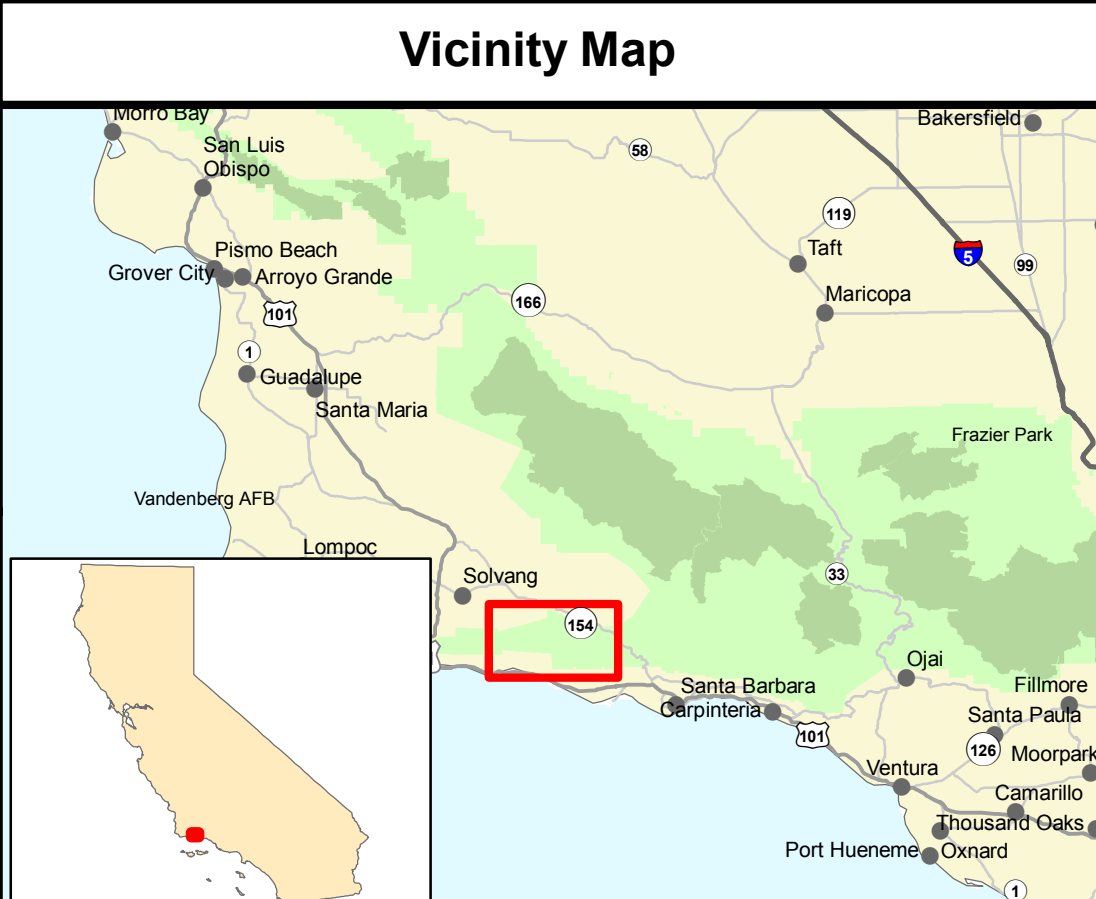 Vicinity Map
Morro Bay
Bakersfield
San Luis
Obispo
58
119
Taft
5
99
Pismo Beach
Grover City
Arroyo Grande
Maricopa
166
101
1
Guadalupe
Santa Maria
Frazier Park
Vandenberg AFB
Lompoc
Solvang
33
154
Ojai
Santa Barbara
Fillmore
Carpinteria
Santa Paula
101
126
Moorpark
Ventura
Camarillo
Thousand Oaks
Port Hueneme
Oxnard
1